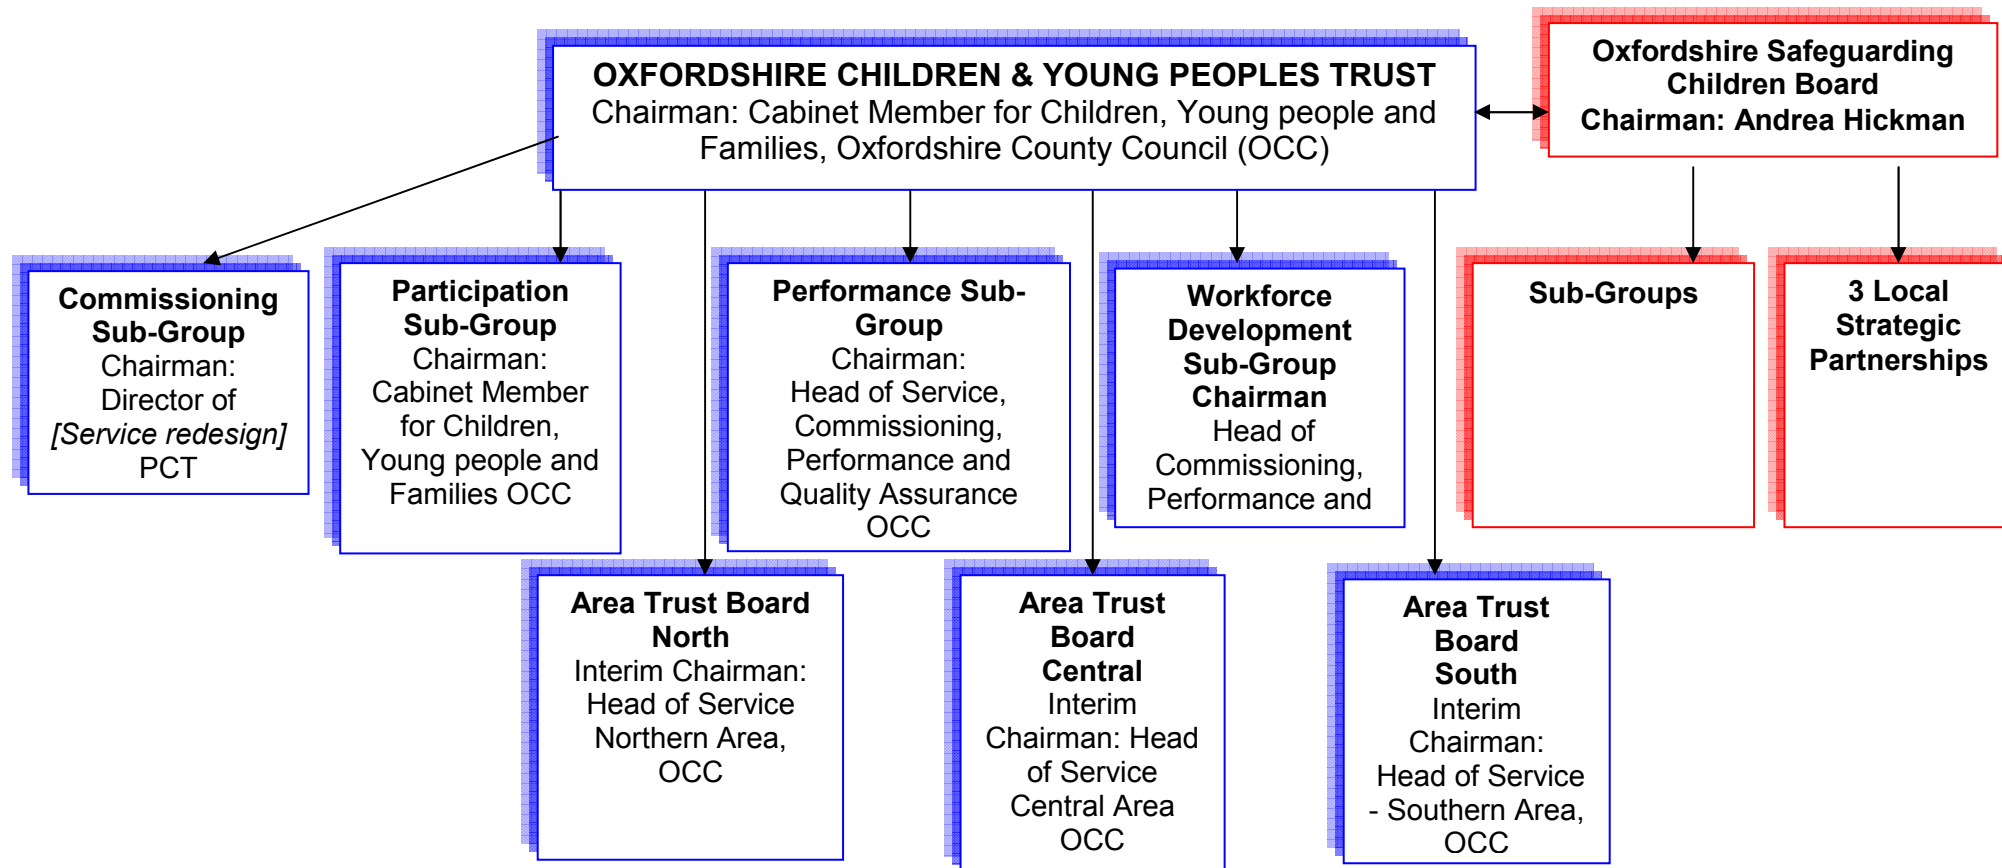 OXFORDSHIRE CHILDREN & YOUNG PEOPLES TRUST
Chairman: Cabinet Member for Children, Young people and
Families, Oxfordshire County Council (OCC)
Oxfordshire Safeguarding
Children Board
Chairman: Andrea Hickman
Commissioning
Sub-Group
Chairman:
Director of
[Service redesign]
PCT
Participation
Sub-Group
Chairman:
Cabinet Member
for Children,
Young people and
Families OCC
Performance Sub-
Group
Chairman:
Head of Service,
Commissioning,
Performance and
Quality Assurance
OCC
Workforce
Development
Sub-Group
Chairman
Head of
Commissioning,
Performance and
Sub-Groups
3 Local
Strategic
Partnerships
Area Trust Board
North
Interim Chairman:
Head of Service
Northern Area,
OCC
Area Trust
Board
Central
Interim
Chairman: Head
of Service
Central Area
OCC
Area Trust
Board
South
Interim
Chairman:
Head of Service
- Southern Area,
OCC